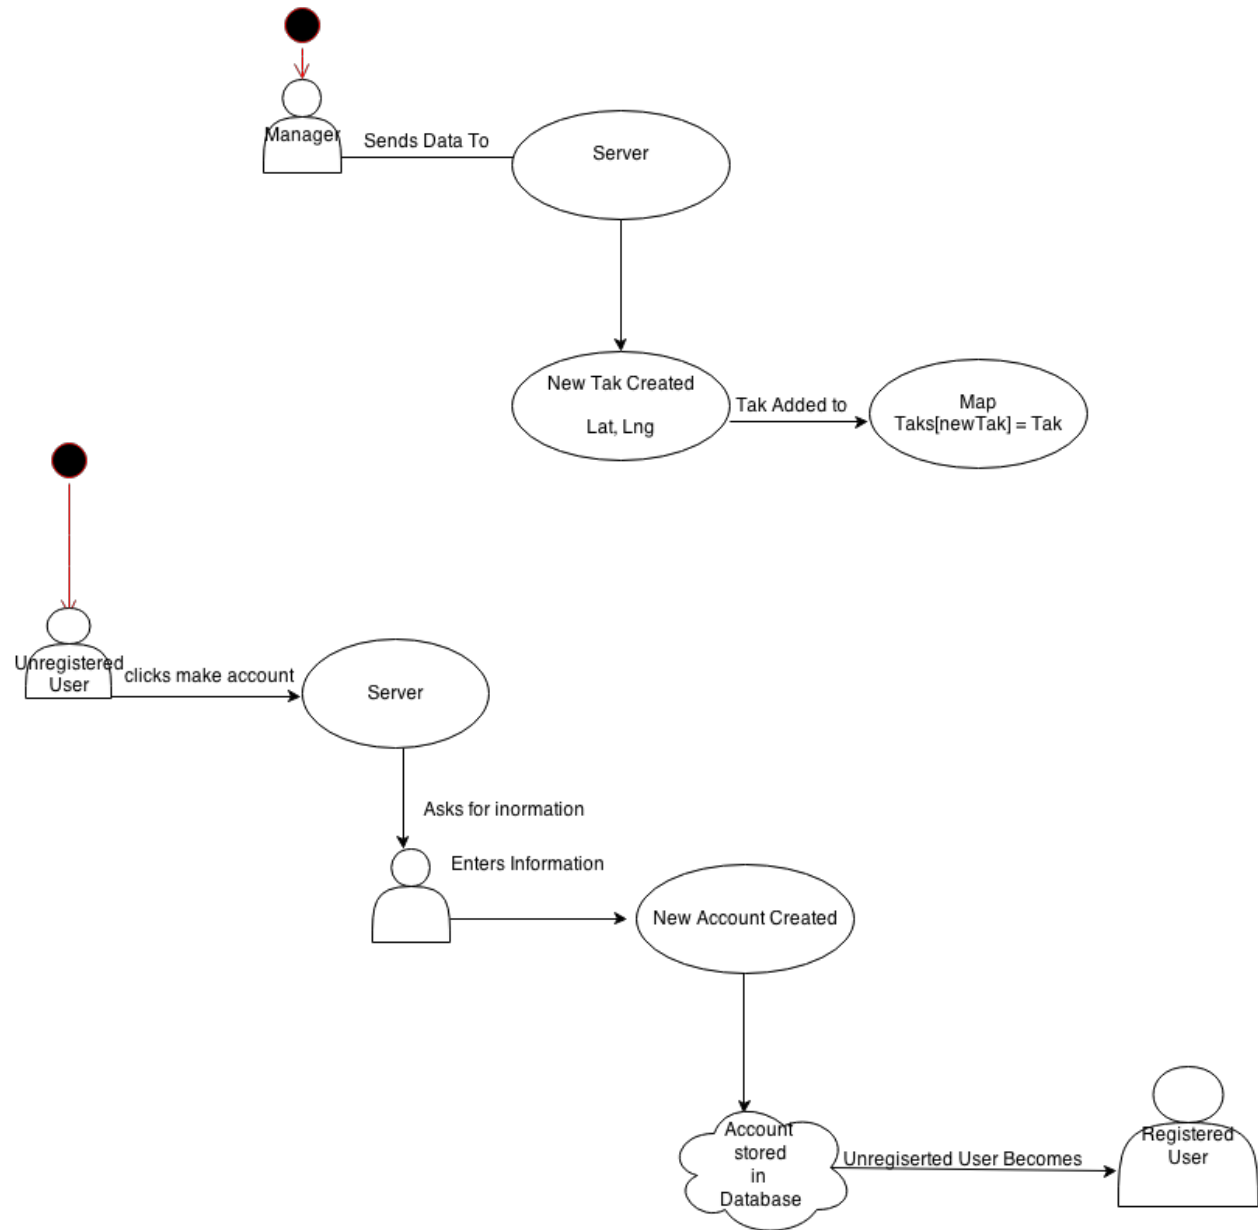 Manager
Sends Data To
Server
New Tak Created
Lat, Lng
Tak Added to
Map
Taks[newTak] = Tak
Unregistered
User
clicks make account
Server
Asks for inormation
Enters Information
New Account Created
Account
stored
in
Database
Unregiserted User Becomes
Registered
User